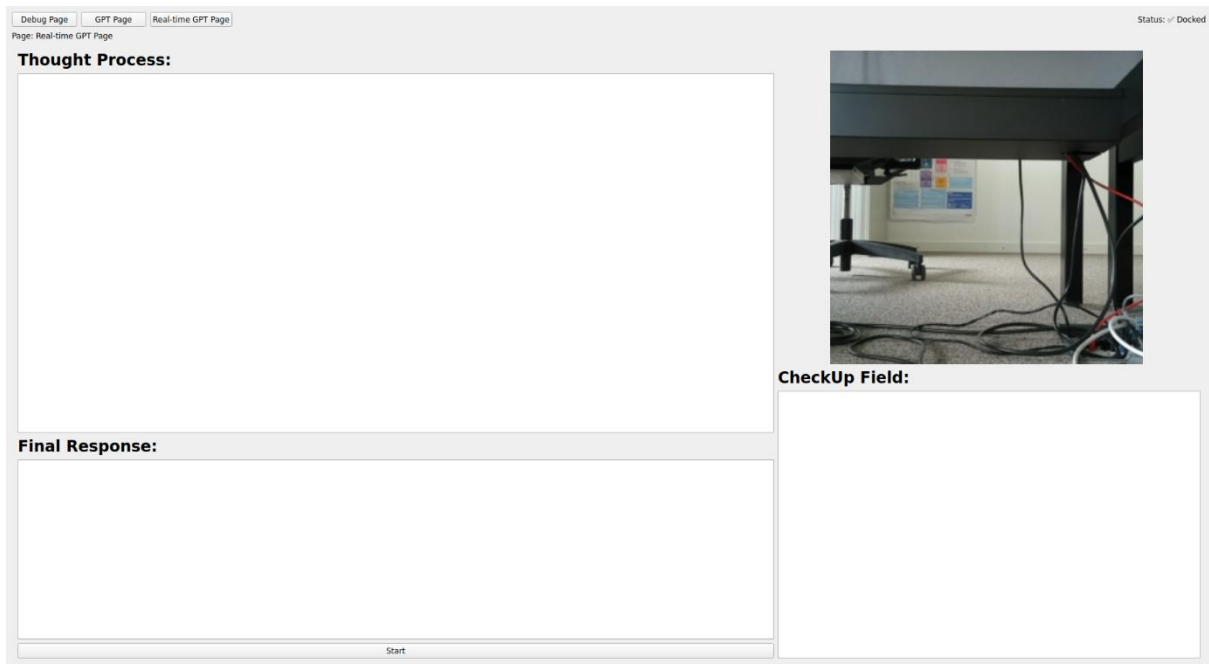 Debug Page GPT Page Real-time GPT Page Status: ✅ Docked
Page: Real-time GPT Page
Thought Process:
CheckUp Field:
Final Response:
Start